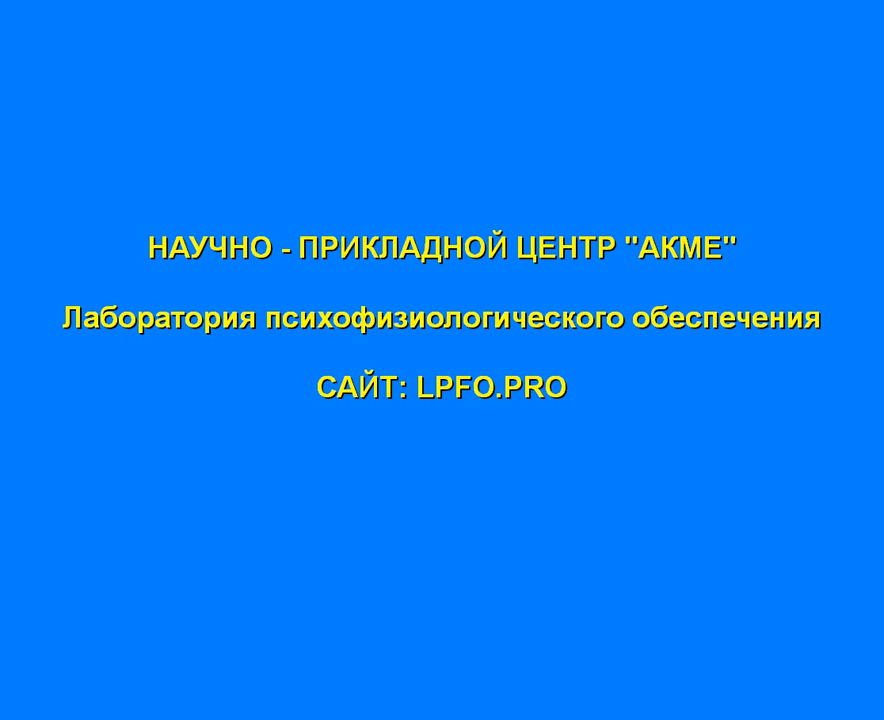 НАУЧНО - ПРИКЛАДНОЙ ЦЕНТР "АКМЕ"
Лаборатория психофизиологического обеспечения
САЙТ: LPFO.PRO